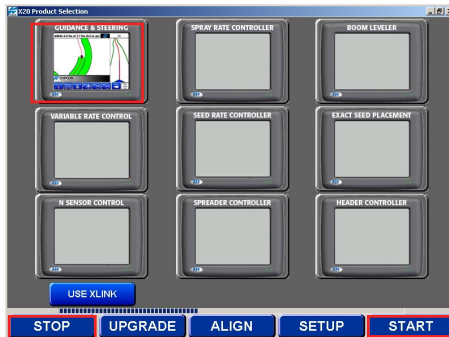 X20 Product Selection
GUIDANCE & STEERING
SPRAY RATE CONTROLLER
BOOM LEVELER
VARIABLE RATE CONTROL
SEED RATE CONTROLLER
EXACT SEED PLACEMENT
N SENSOR CONTROL
SPREADER CONTROLLER
HEADER CONTROLLER
USE XLINK
STOP
UPGRADE
ALIGN
SETUP
START